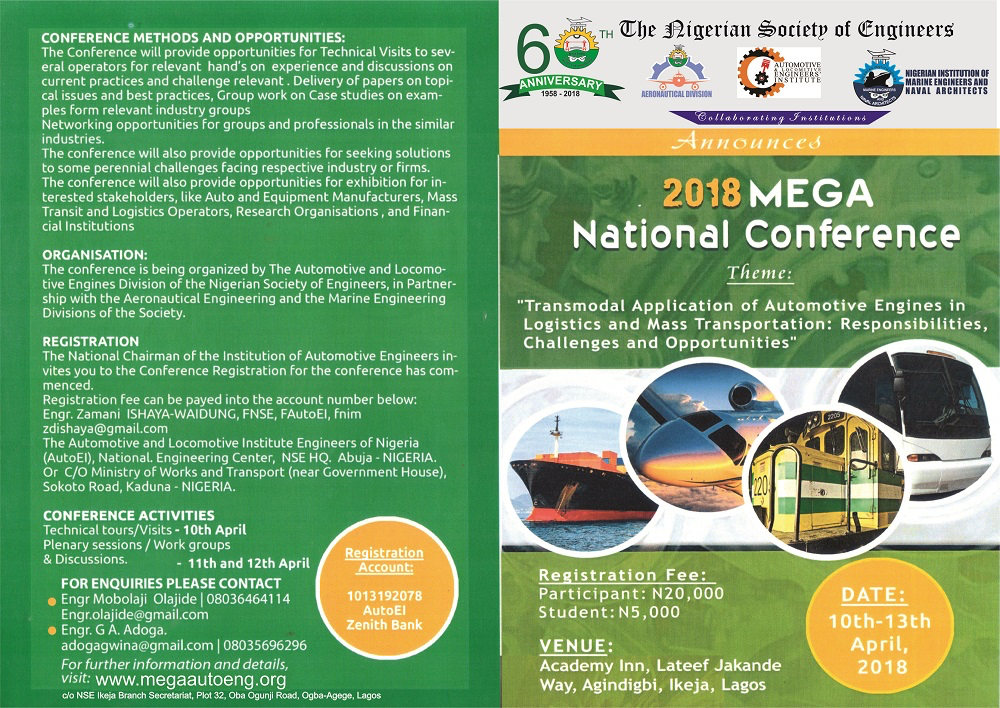 CONFERENCE METHODS AND OPPORTUNITIES:
The Conference will provide opportunities for Technical Visits to sev-
eral operators for relevant hand's on experience and discussions on
current practices and challenge relevant . Delivery of papers on topi-
cal issues and best practices, Group work on Case studies on exam-
ples form relevant industry groups
Networking opportunities for groups and professionals in the similar
industries.
The conference will also provide opportunities for seeking solutions
to some perennial challenges facing respective industry or firms.
The conference will also provide opportunities for exhibition for in-
terested stakeholders, like Auto and Equipment Manufacturers, Mass
Transit and Logistics Operators, Research Organisations , and Finan-
cial Institutions
ORGANISATION:
The conference is being organized by The Automotive and Locomo-
tive Engines Division of the Nigerian Society of Engineers, in Partner-
ship with the Aeronautical Engineering and the Marine Engineering
Divisions of the Society.
REGISTRATION
The National Chairman of the Institution of Automotive Engineers in-
vites you to the Conference Registration for the conference has com-
menced.
Registration fee can be payed into the account number below:
Engr. Zamani ISHAYA-WAIDUNG, FNSE, FAutoEI, fnim
zdishaya@gmail.com
The Automotive and Locomotive Institute Engineers of Nigeria
(AutoEI), National. Engineering Center, NSE HQ. Abuja - NIGERIA.
Or C/O Ministry of Works and Transport (near Government House),
Sokoto Road, Kaduna - NIGERIA.
CONFERENCE ACTIVITIES
Technical tours/Visits - 10th April
Plenary sessions / Work groups
& Discussions. - 11th and 12th April
FOR ENQUIRIES PLEASE CONTACT
Engr Mobolaji Olajide | 08036464114
Engr.olajide@gmail.com
Engr. G A. Adoga.
adogagwina@gmail.com | 08035696296
For further information and details,
visit: www.megaautoeng.org
c/o NSE Ikeja Branch Secretariat, Plot 32, Oba Ogunji Road, Ogba-Agege, Lagos
Registration
Account:
1013192078
AutoEI
Zenith Bank
60TH
ANNIVERSARY
1958 - 2018
The Nigerian Society of Engineers
AERONAUTICAL DIVISION
AUTOMOTIVE
& LOCOMOTIVE
ENGINEERS'
INSTITUTE
MARINE ENGINEERS
NAVAL ARCHITECTS
NIGERIAN INSTITUTION OF
MARINE ENGINEERS AND
NAVAL ARCHITECTS
Collaborating Institutions
Announces
2018 MEGA
National Conference
Theme:
"Transmodal Application of Automotive Engines in
Logistics and Mass Transportation: Responsibilities,
Challenges and Opportunities"
2205
220
Registration Fee:
Participant: N20,000
Student: N5,000
VENUE:
Academy Inn, Lateef Jakande
Way, Agindigbi, Ikeja, Lagos
DATE:
10th-13th
April,
2018